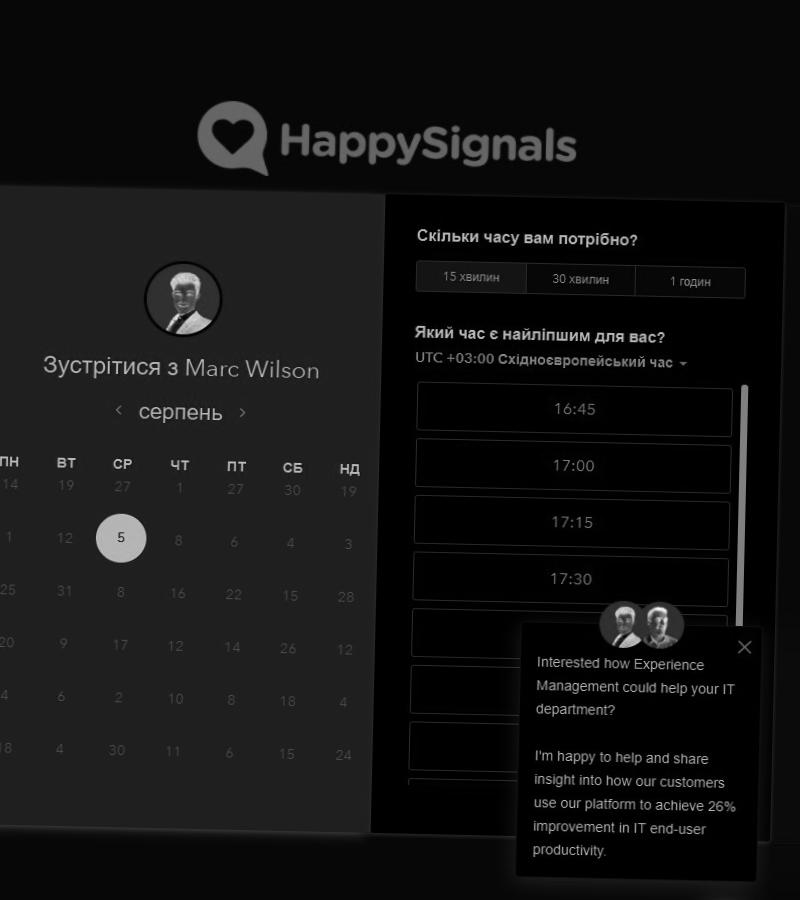 HappySignals
Зустрітися з Marc Wilson
серпень
ПН ВТ СР ЧТ ПТ СБ НД
14 19 27 1 27 30 19
1 12 5 8 6 4 3
25 31 8 16 22 15 28
20 9 17 12 14 26 12
4 6 2 10 8 18 4
18 4 30 11 6 15 24
Скільки часу вам потрібно?
15 хвилин 30 хвилин 1 годин
Який час є найліпшим для вас?
UTC +03:00 Східноєвропейський час
16:45
17:00
17:15
17:30
Interested how Experience
Management could help your IT
department?
I'm happy to help and share
insight into how our customers
use our platform to achieve 26%
improvement in IT end-user
productivity.